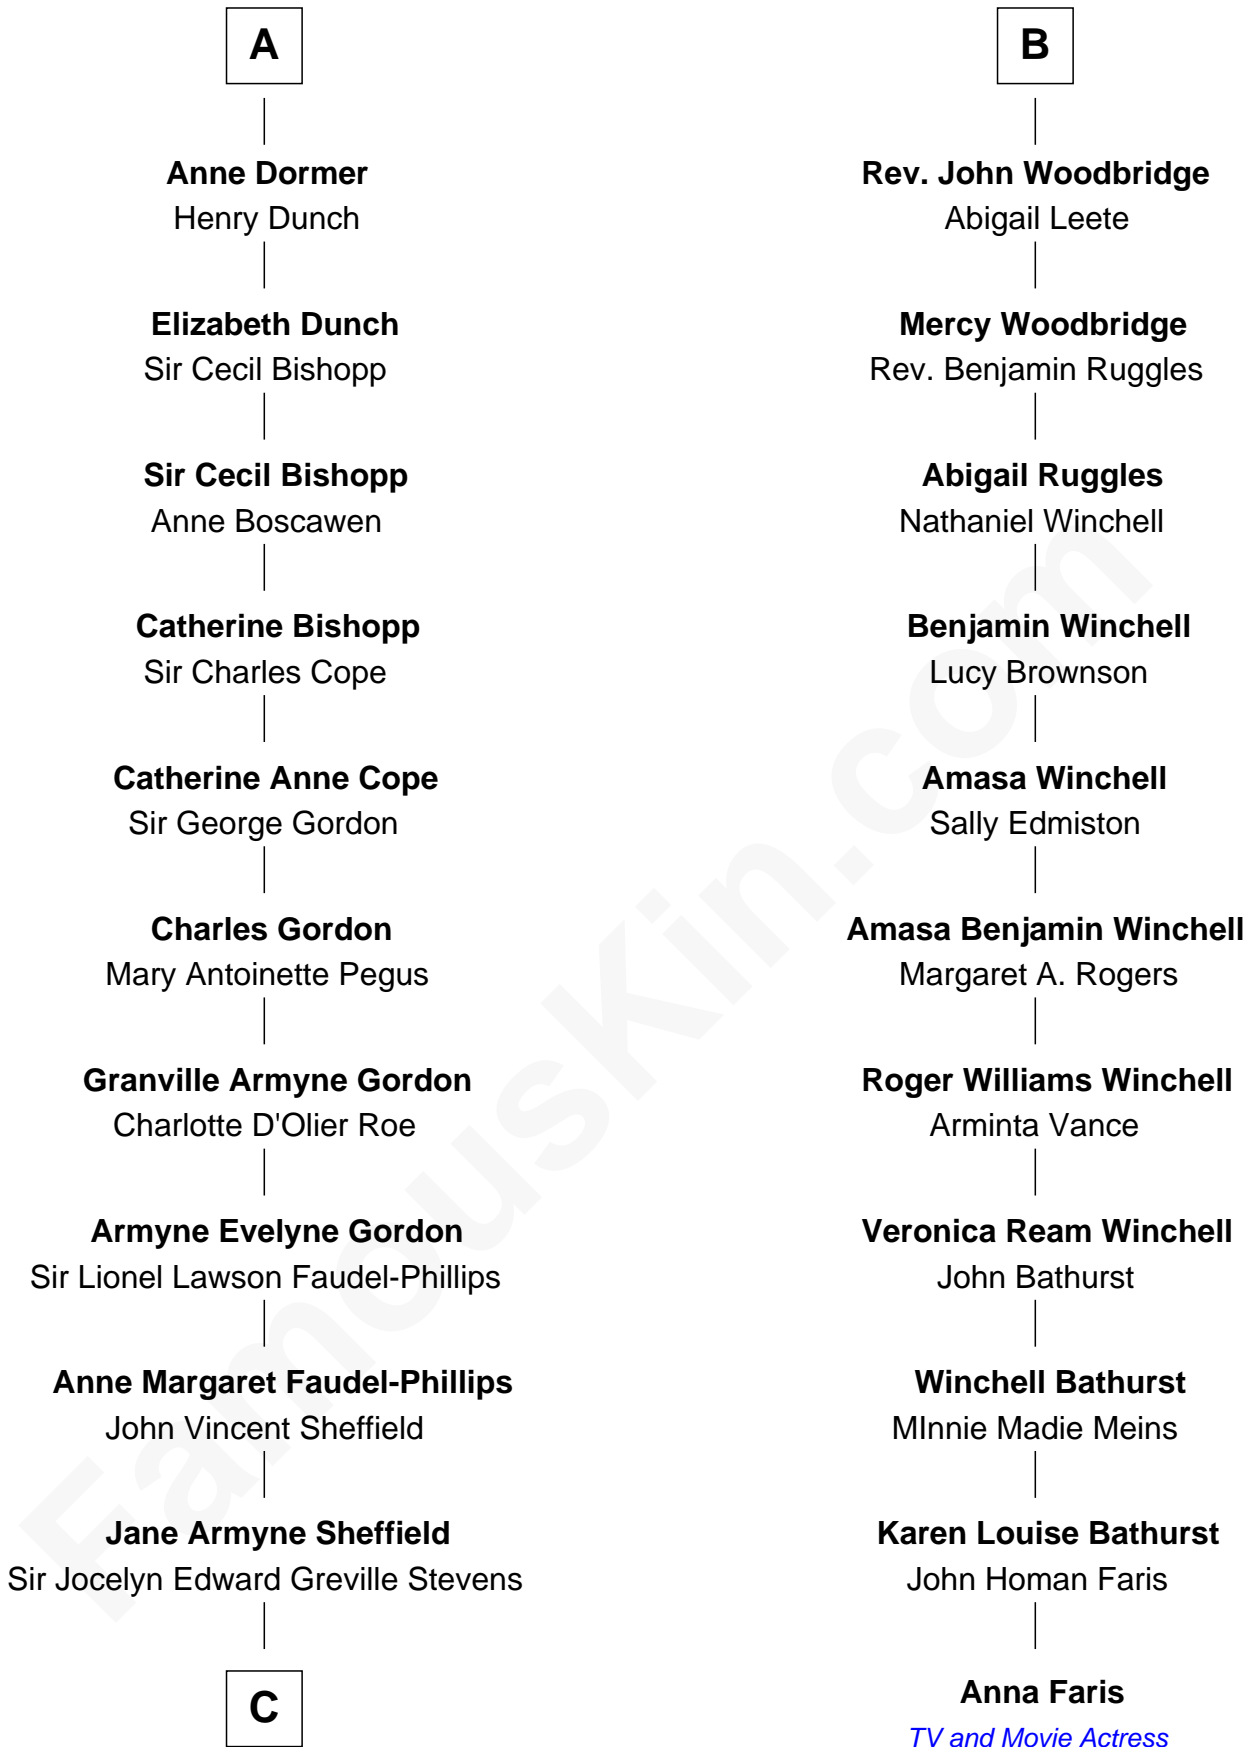 A
Anne Dormer
Henry Dunch
Elizabeth Dunch
Sir Cecil Bishopp
Sir Cecil Bishopp
Anne Boscawen
Catherine Bishopp
Sir Charles Cope
Catherine Anne Cope
Sir George Gordon
Charles Gordon
Mary Antoinette Pegus
Granville Armyne Gordon
Charlotte D'Olier Roe
Armyne Evelyne Gordon
Sir Lionel Lawson Faudel-Phillips
Anne Margaret Faudel-Phillips
John Vincent Sheffield
Jane Armyne Sheffield
Sir Jocelyn Edward Greville Stevens
C
B
Rev. John Woodbridge
Abigail Leete
Mercy Woodbridge
Rev. Benjamin Ruggles
Abigail Ruggles
Nathaniel Winchell
Benjamin Winchell
Lucy Brownson
Amasa Winchell
Sally Edmiston
Amasa Benjamin Winchell
Margaret A. Rogers
Roger Williams Winchell
Arminta Vance
Veronica Ream Winchell
John Bathurst
Winchell Bathurst
MInnie Madie Meins
Karen Louise Bathurst
John Homan Faris
Anna Faris
TV and Movie Actress
FamousKin.com